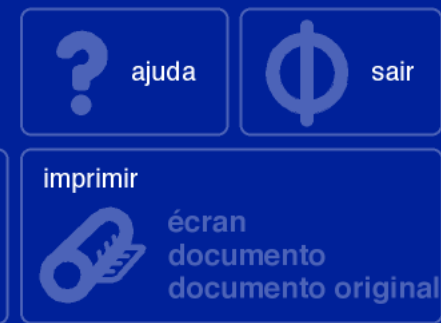 ajuda
sair
imprimir
écran
documento
documento original